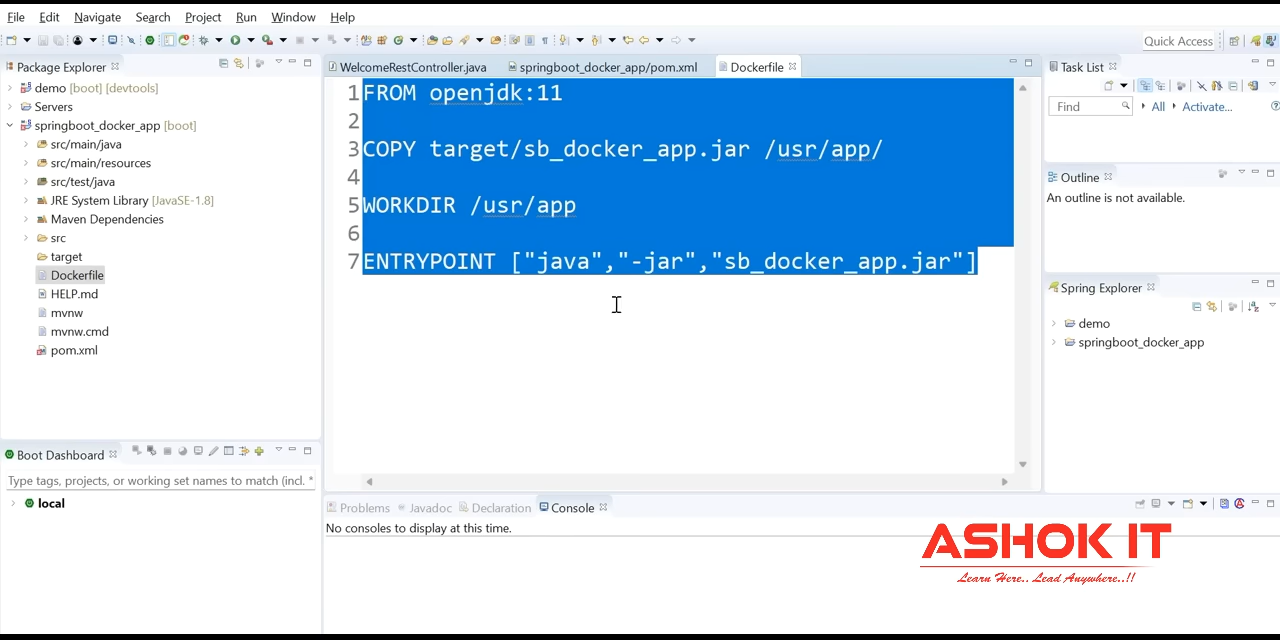 File Edit Navigate Search Project Run Window Help
Quick Access
Package Explorer
demo [boot] [devtools]
Servers
springboot_docker_app [boot]
src/main/java
src/main/resources
src/test/java
JRE System Library [JavaSE-1.8]
Maven Dependencies
src
target
Dockerfile
HELP.md
mvnw
mvnw.cmd
pom.xml
Boot Dashboard
Type tags, projects, or working set names to match (incl. *
local
WelcomeRestController.java springboot_docker_app/pom.xml Dockerfile
1 FROM openjdk:11
2
3 COPY target/sb_docker_app.jar /usr/app/
4
5 WORKDIR /usr/app
6
7 ENTRYPOINT ["java","-jar","sb_docker_app.jar"]
Problems Javadoc Declaration Console
No consoles to display at this time.
Task List
Find All Activate...
Outline
An outline is not available.
Spring Explorer
demo
springboot_docker_app
ASHOK IT
Learn Here.. Lead Anywhere..!!